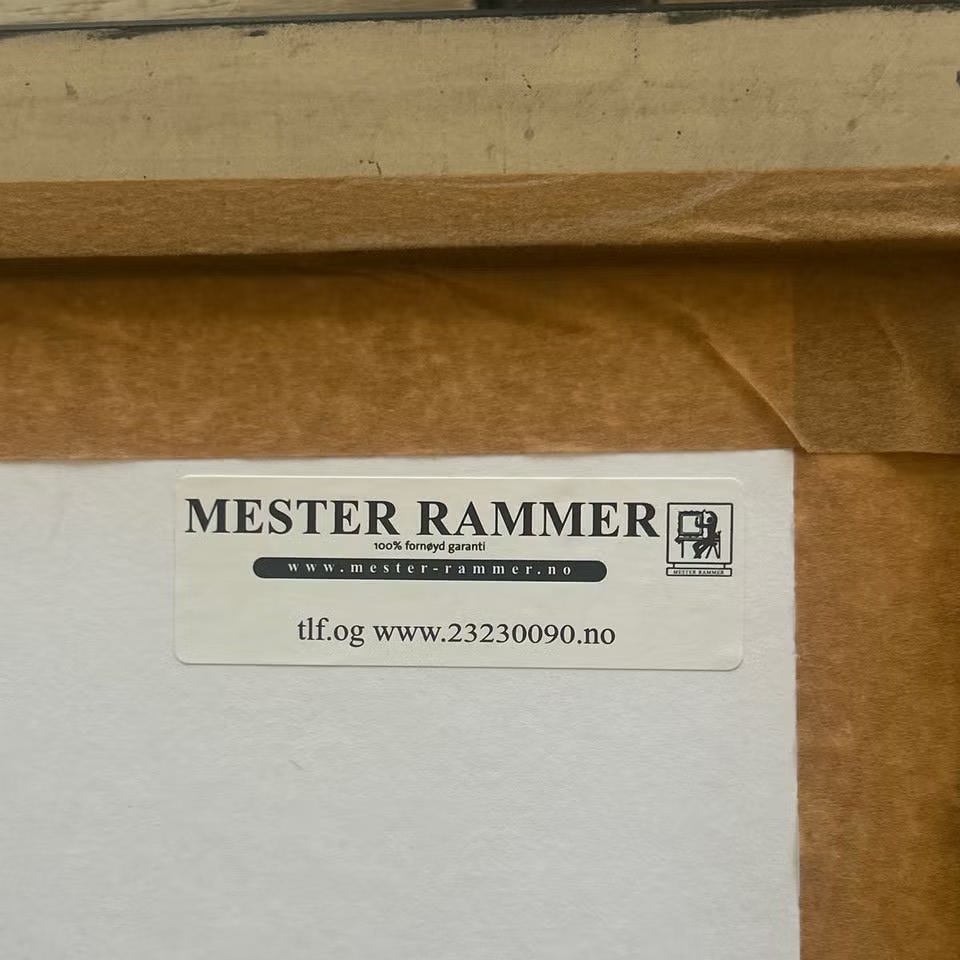 MESTER RAMMER
100% fornøyd garanti
www.mester-rammer.no
MESTER RAMMER
tlf.og www.23230090.no